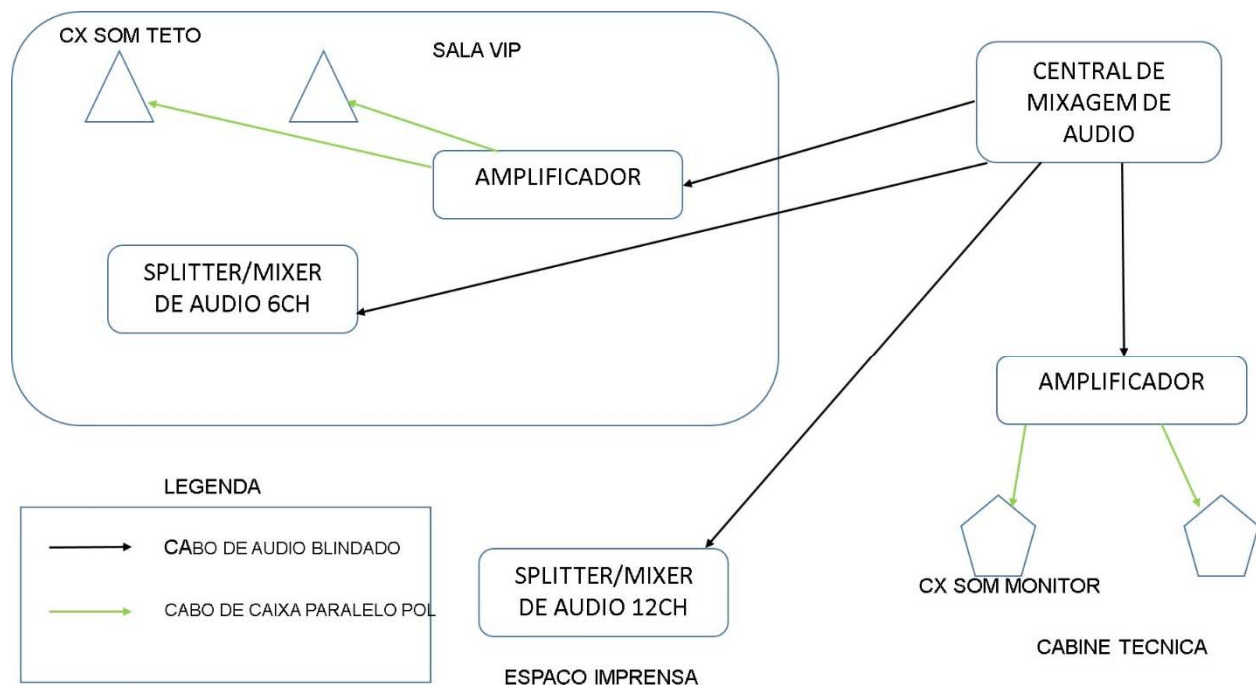 CX SOM TETO
SALA VIP
CENTRAL DE
MIXAGEM DE
AUDIO
AMPLIFICADOR
SPLITTER/MIXER
DE AUDIO 6CH
AMPLIFICADOR
LEGENDA
CABO DE AUDIO BLINDADO
CABO DE CAIXA PARALELO POL
SPLITTER/MIXER
DE AUDIO 12CH
CX SOM MONITOR
CABINE TECNICA
ESPACO IMPRENSA